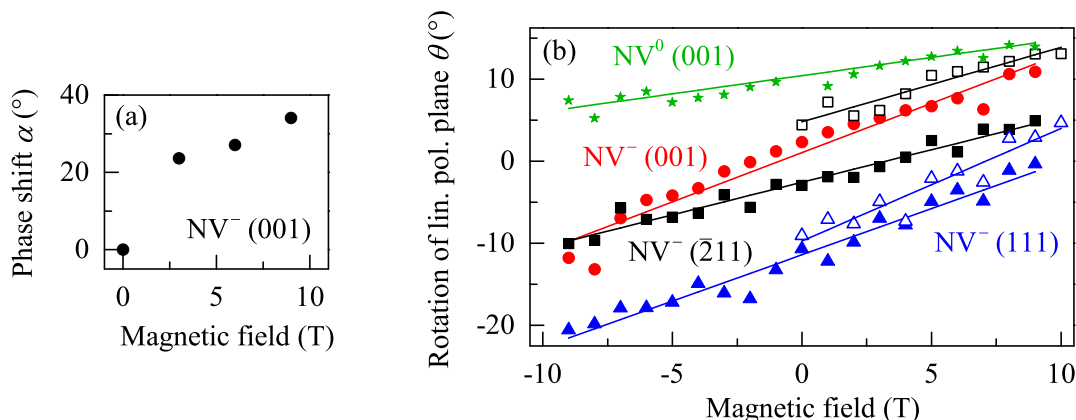 (a)
Phase shift α (°)
40
20
0
NV⁻ (001)
0
5
10
Magnetic field (T)
(b)
Rotation of lin. pol. plane θ (°)
10
0
-10
-20
NV⁰ (001)
NV⁻ (001)
NV⁻ (2̄11)
NV⁻ (111)
-10
-5
0
5
10
Magnetic field (T)